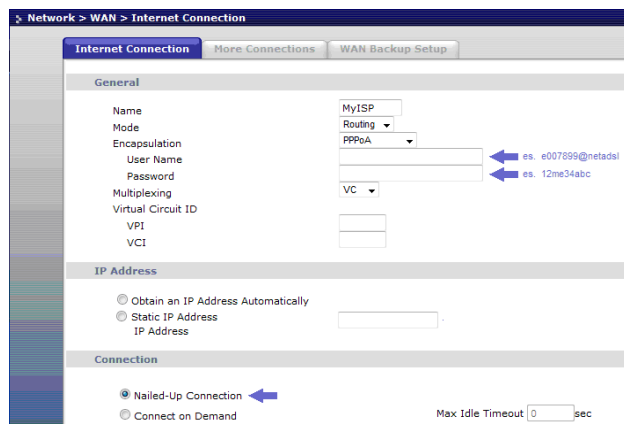 Network > WAN > Internet Connection
Internet Connection More Connections WAN Backup Setup
General
Name MyISP
Mode Routing
Encapsulation PPPoA
User Name es. e007899@netadsl
Password es. 12me34abc
Multiplexing VC
Virtual Circuit ID
VPI
VCI
IP Address
Obtain an IP Address Automatically
Static IP Address
IP Address
Connection
Nailed-Up Connection
Connect on Demand Max Idle Timeout 0 sec